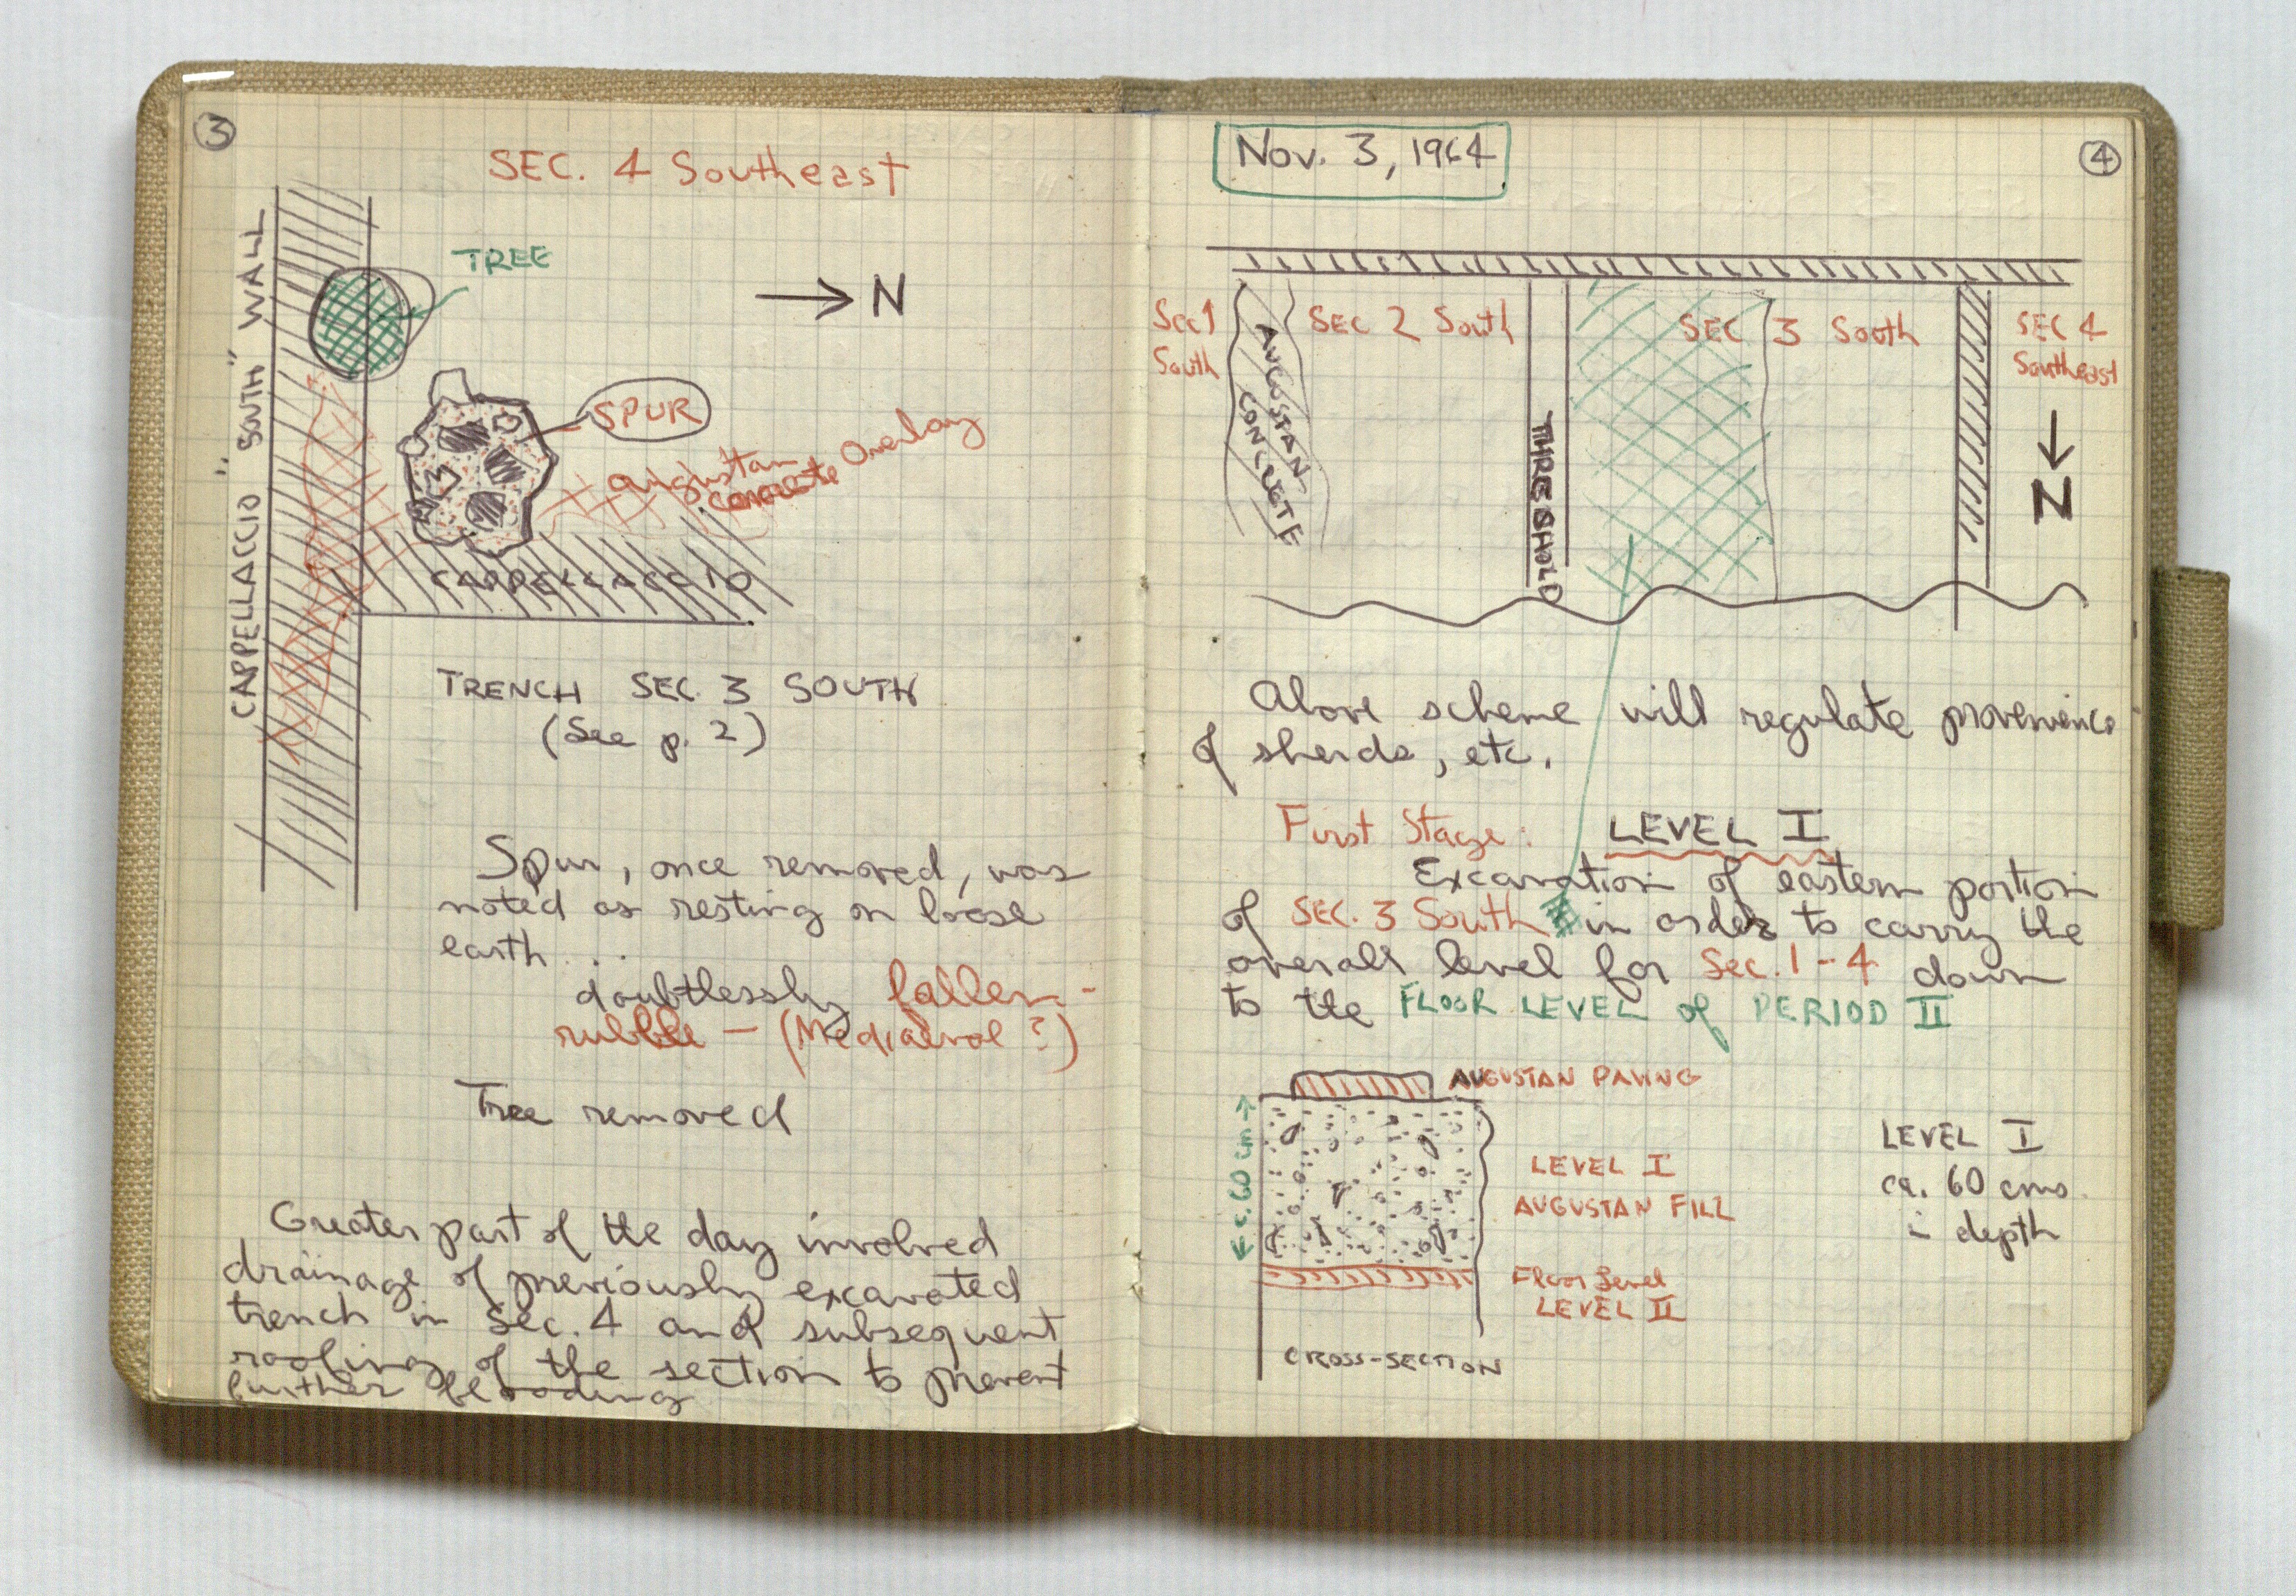 3
SEC. 4 Southeast
TREE
N
CAPPELLACCIO "SOUTH" WALL
SPUR
Augustan
concrete Overlay
CAPPELLACCIO
TRENCH SEC. 3 SOUTH
(See p. 2)
Spur, once removed, was
noted as resting on loose
earth...
doubtlessly fallen-
rubble — (Mediaeval ?)
Tree removed
Greater part of the day involved
drainage of previously excavated
trench in Sec. 4 and subsequent
roofing of the section to prevent
further flooding
Nov. 3, 1964
4
Sec 1
South
AUGUSTAN
CONCRETE
SEC 2 South
THRESHOLD
SEC 3 South
SEC 4
Southeast
N
Above scheme will regulate provenience
of sherds, etc.
First Stage: LEVEL I
Excavation of eastern portion
of SEC. 3 South in order to carry the
overall level for Sec. 1-4 down
to the FLOOR LEVEL of PERIOD II
AUGUSTAN PAVING
c. 60 cm
LEVEL I
AUGUSTAN FILL
Floor Level
LEVEL II
CROSS-SECTION
LEVEL I
ca. 60 cms
in depth